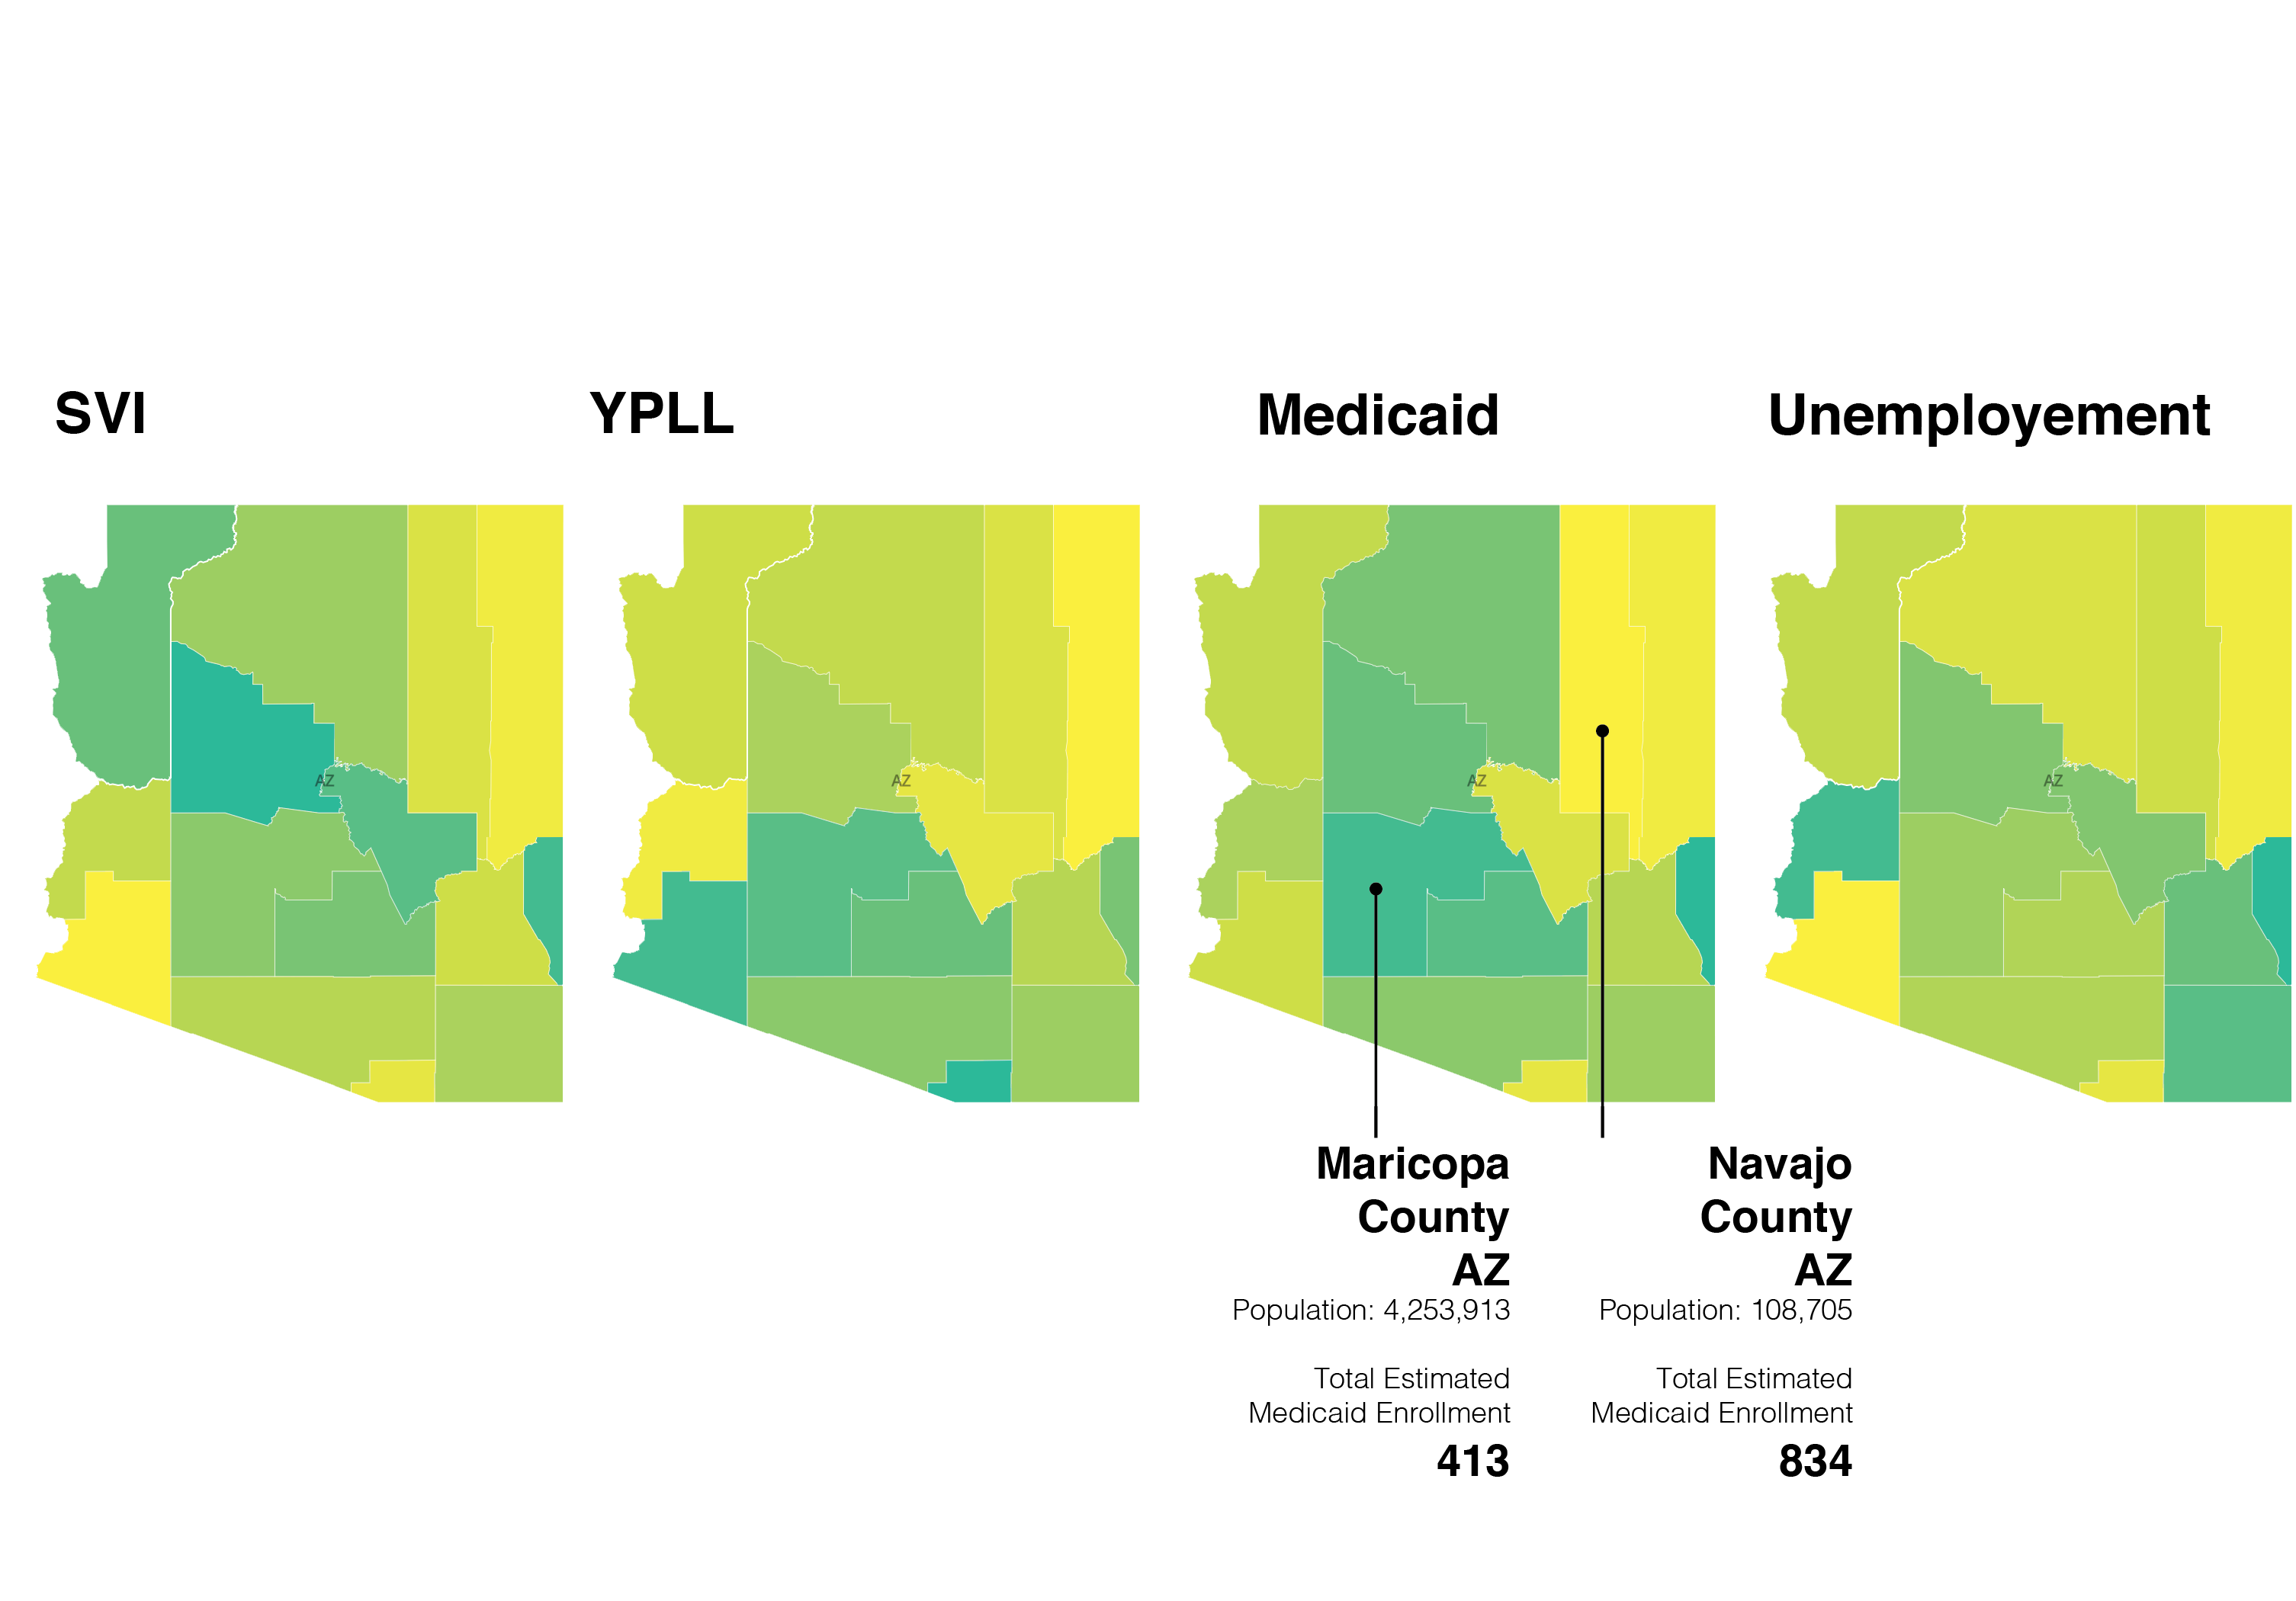 SVI
YPLL
Medicaid
Unemployement
AZ
AZ
AZ
AZ
Maricopa
County
AZ
Population: 4,253,913
Total Estimated
Medicaid Enrollment
413
Navajo
County
AZ
Population: 108,705
Total Estimated
Medicaid Enrollment
834